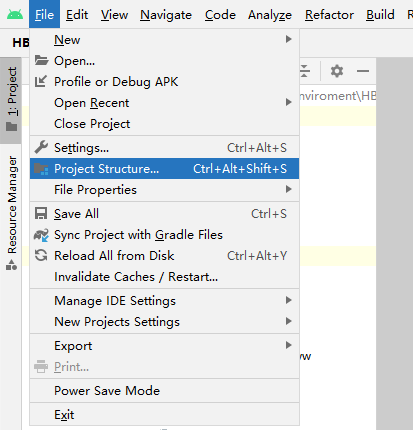 File Edit View Navigate Code Analyze Refactor Build
HB
New
Open...
Profile or Debug APK
Open Recent
Close Project
Settings... Ctrl+Alt+S
Project Structure... Ctrl+Alt+Shift+S
File Properties
Save All Ctrl+S
Sync Project with Gradle Files
Reload All from Disk Ctrl+Alt+Y
Invalidate Caches / Restart...
Manage IDE Settings
New Projects Settings
Export
Print...
Power Save Mode
Exit
1: Project
Resource Manager
enviroment\HB